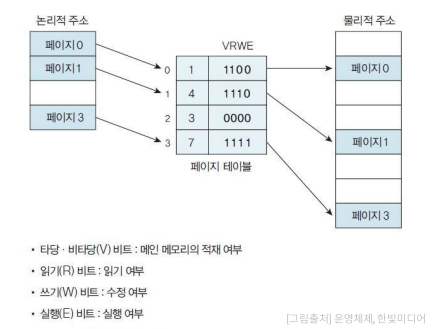 논리적 주소
물리적 주소
페이지 0
페이지 1
페이지 3
VRWE
0 1 1100
1 4 1110
2 3 0000
3 7 1111
페이지 테이블
페이지 0
페이지 1
페이지 3
• 타당·비타당(V) 비트 : 메인 메모리의 적재 여부
• 읽기(R) 비트 : 읽기 여부
• 쓰기(W) 비트 : 수정 여부
• 실행(E) 비트 : 실행 여부
[그림출처] 운영체제, 한빛미디어